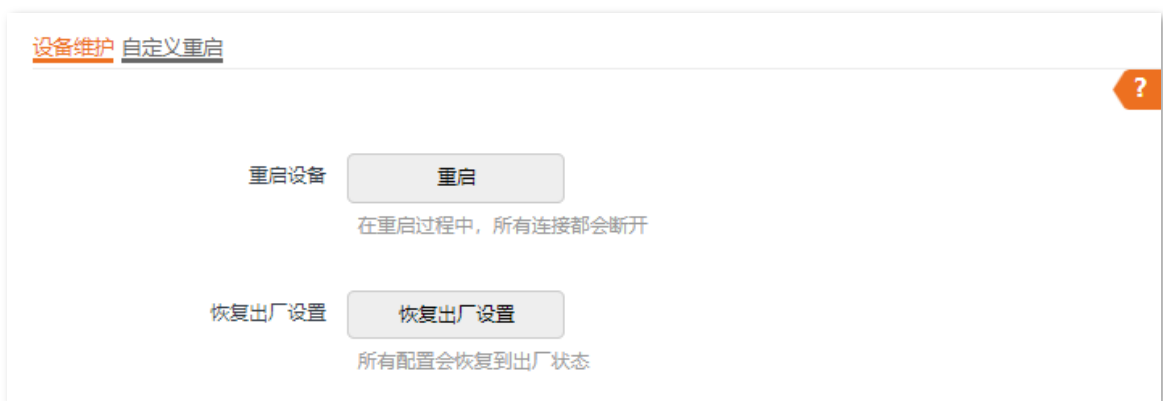 设备维护 自定义重启
?
重启设备 重启
在重启过程中，所有连接都会断开
恢复出厂设置 恢复出厂设置
所有配置会恢复到出厂状态